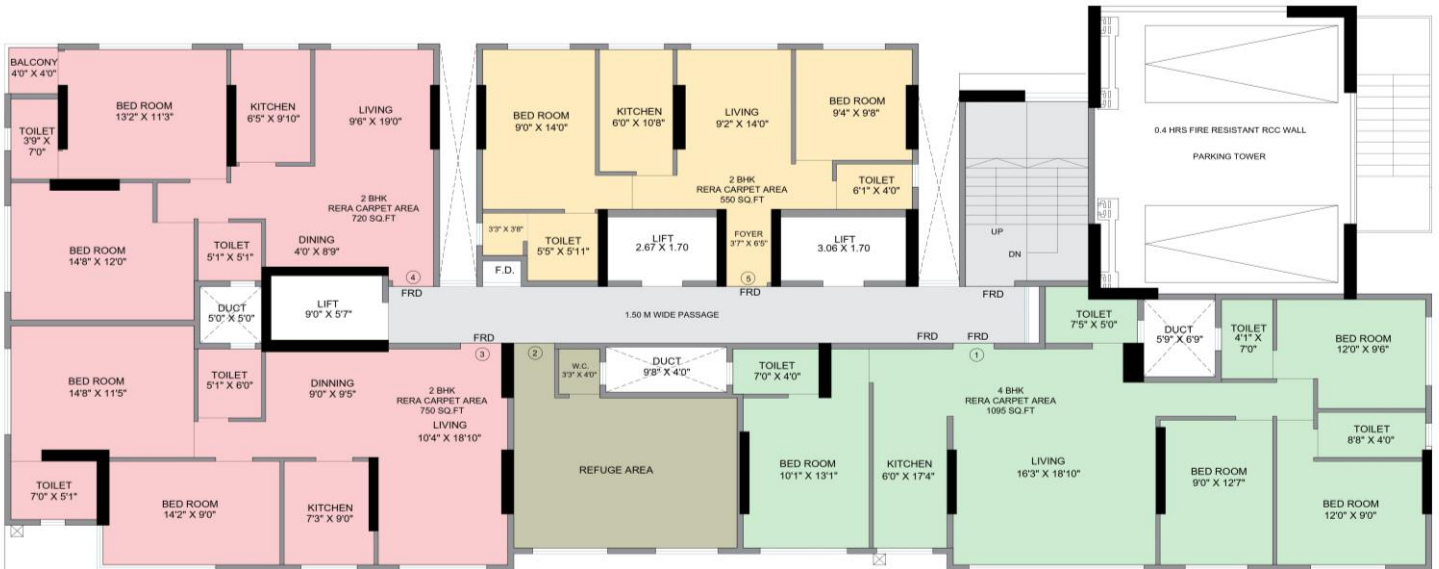 BALCONY
4'0" X 4'0"
BED ROOM
13'2" X 11'3"
KITCHEN
6'5" X 9'10"
LIVING
9'6" X 19'0"
TOILET
3'9" X
7'0"
2 BHK
RERA CARPET AREA
720 SQ.FT
BED ROOM
14'8" X 12'0"
TOILET
5'1" X 5'1"
DINING
4'0" X 8'9"
4
FRD
DUCT
5'0" X 5'0"
LIFT
9'0" X 5'7"
BED ROOM
9'0" X 14'0"
KITCHEN
6'0" X 10'8"
LIVING
9'2" X 14'0"
BED ROOM
9'4" X 9'8"
2 BHK
RERA CARPET AREA
550 SQ.FT
TOILET
6'1" X 4'0"
3'3" X 3'8"
TOILET
5'5" X 5'11"
LIFT
2.67 X 1.70
FOYER
3'7" X 6'5"
LIFT
3.06 X 1.70
F.D.
5
FRD
UP
DN
FRD
0.4 HRS FIRE RESISTANT RCC WALL
PARKING TOWER
1.50 M WIDE PASSAGE
FRD
3
2
FRD
FRD
1
BED ROOM
14'8" X 11'5"
TOILET
5'1" X 6'0"
DINNING
9'0" X 9'5"
2 BHK
RERA CARPET AREA
750 SQ.FT
LIVING
10'4" X 18'10"
TOILET
7'0" X 5'1"
BED ROOM
14'2" X 9'0"
KITCHEN
7'3" X 9'0"
W.C.
3'3" X 4'0"
DUCT
9'8" X 4'0"
REFUGE AREA
TOILET
7'0" X 4'0"
BED ROOM
10'1" X 13'1"
KITCHEN
6'0" X 17'4"
4 BHK
RERA CARPET AREA
1095 SQ.FT
LIVING
16'3" X 18'10"
TOILET
7'5" X 5'0"
DUCT
5'9" X 6'9"
TOILET
4'1" X
7'0"
BED ROOM
12'0" X 9'6"
TOILET
8'8" X 4'0"
BED ROOM
9'0" X 12'7"
BED ROOM
12'0" X 9'0"